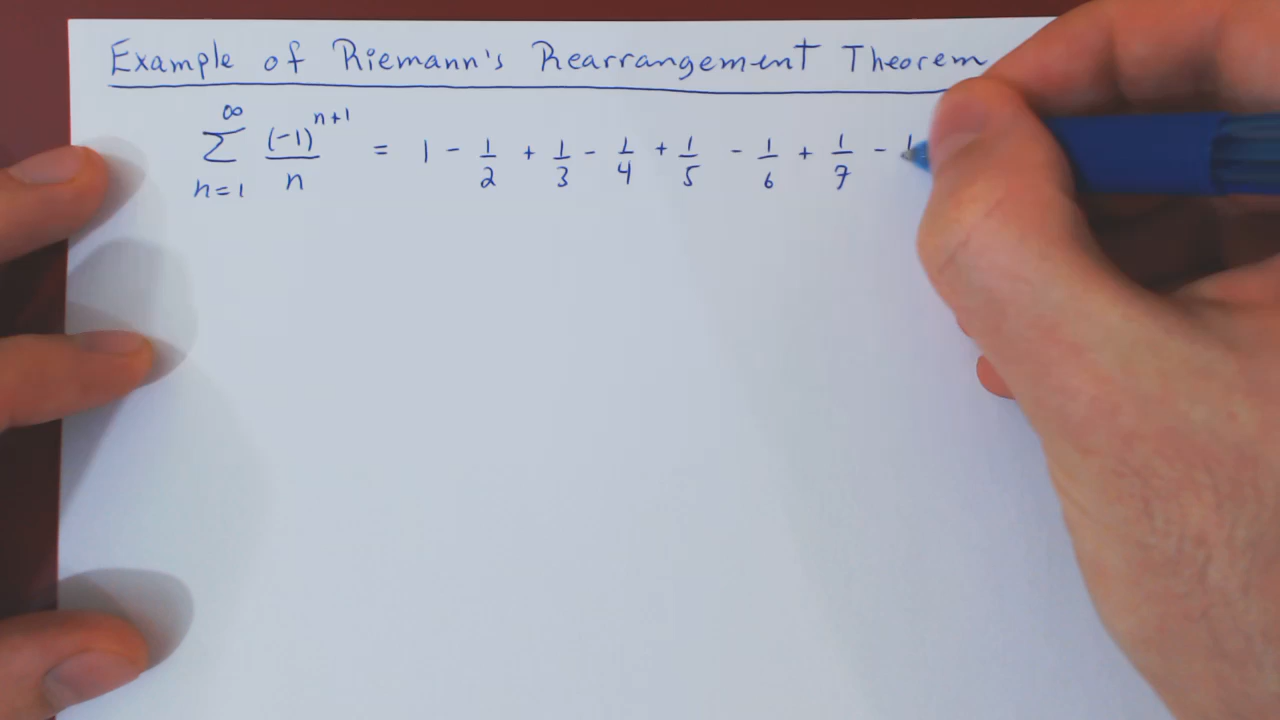 Example of Riemann's Rearrangement Theorem
∞ Σ n=1 (-1)^(n+1)/n = 1 - 1/2 + 1/3 - 1/4 + 1/5 - 1/6 + 1/7 - 1